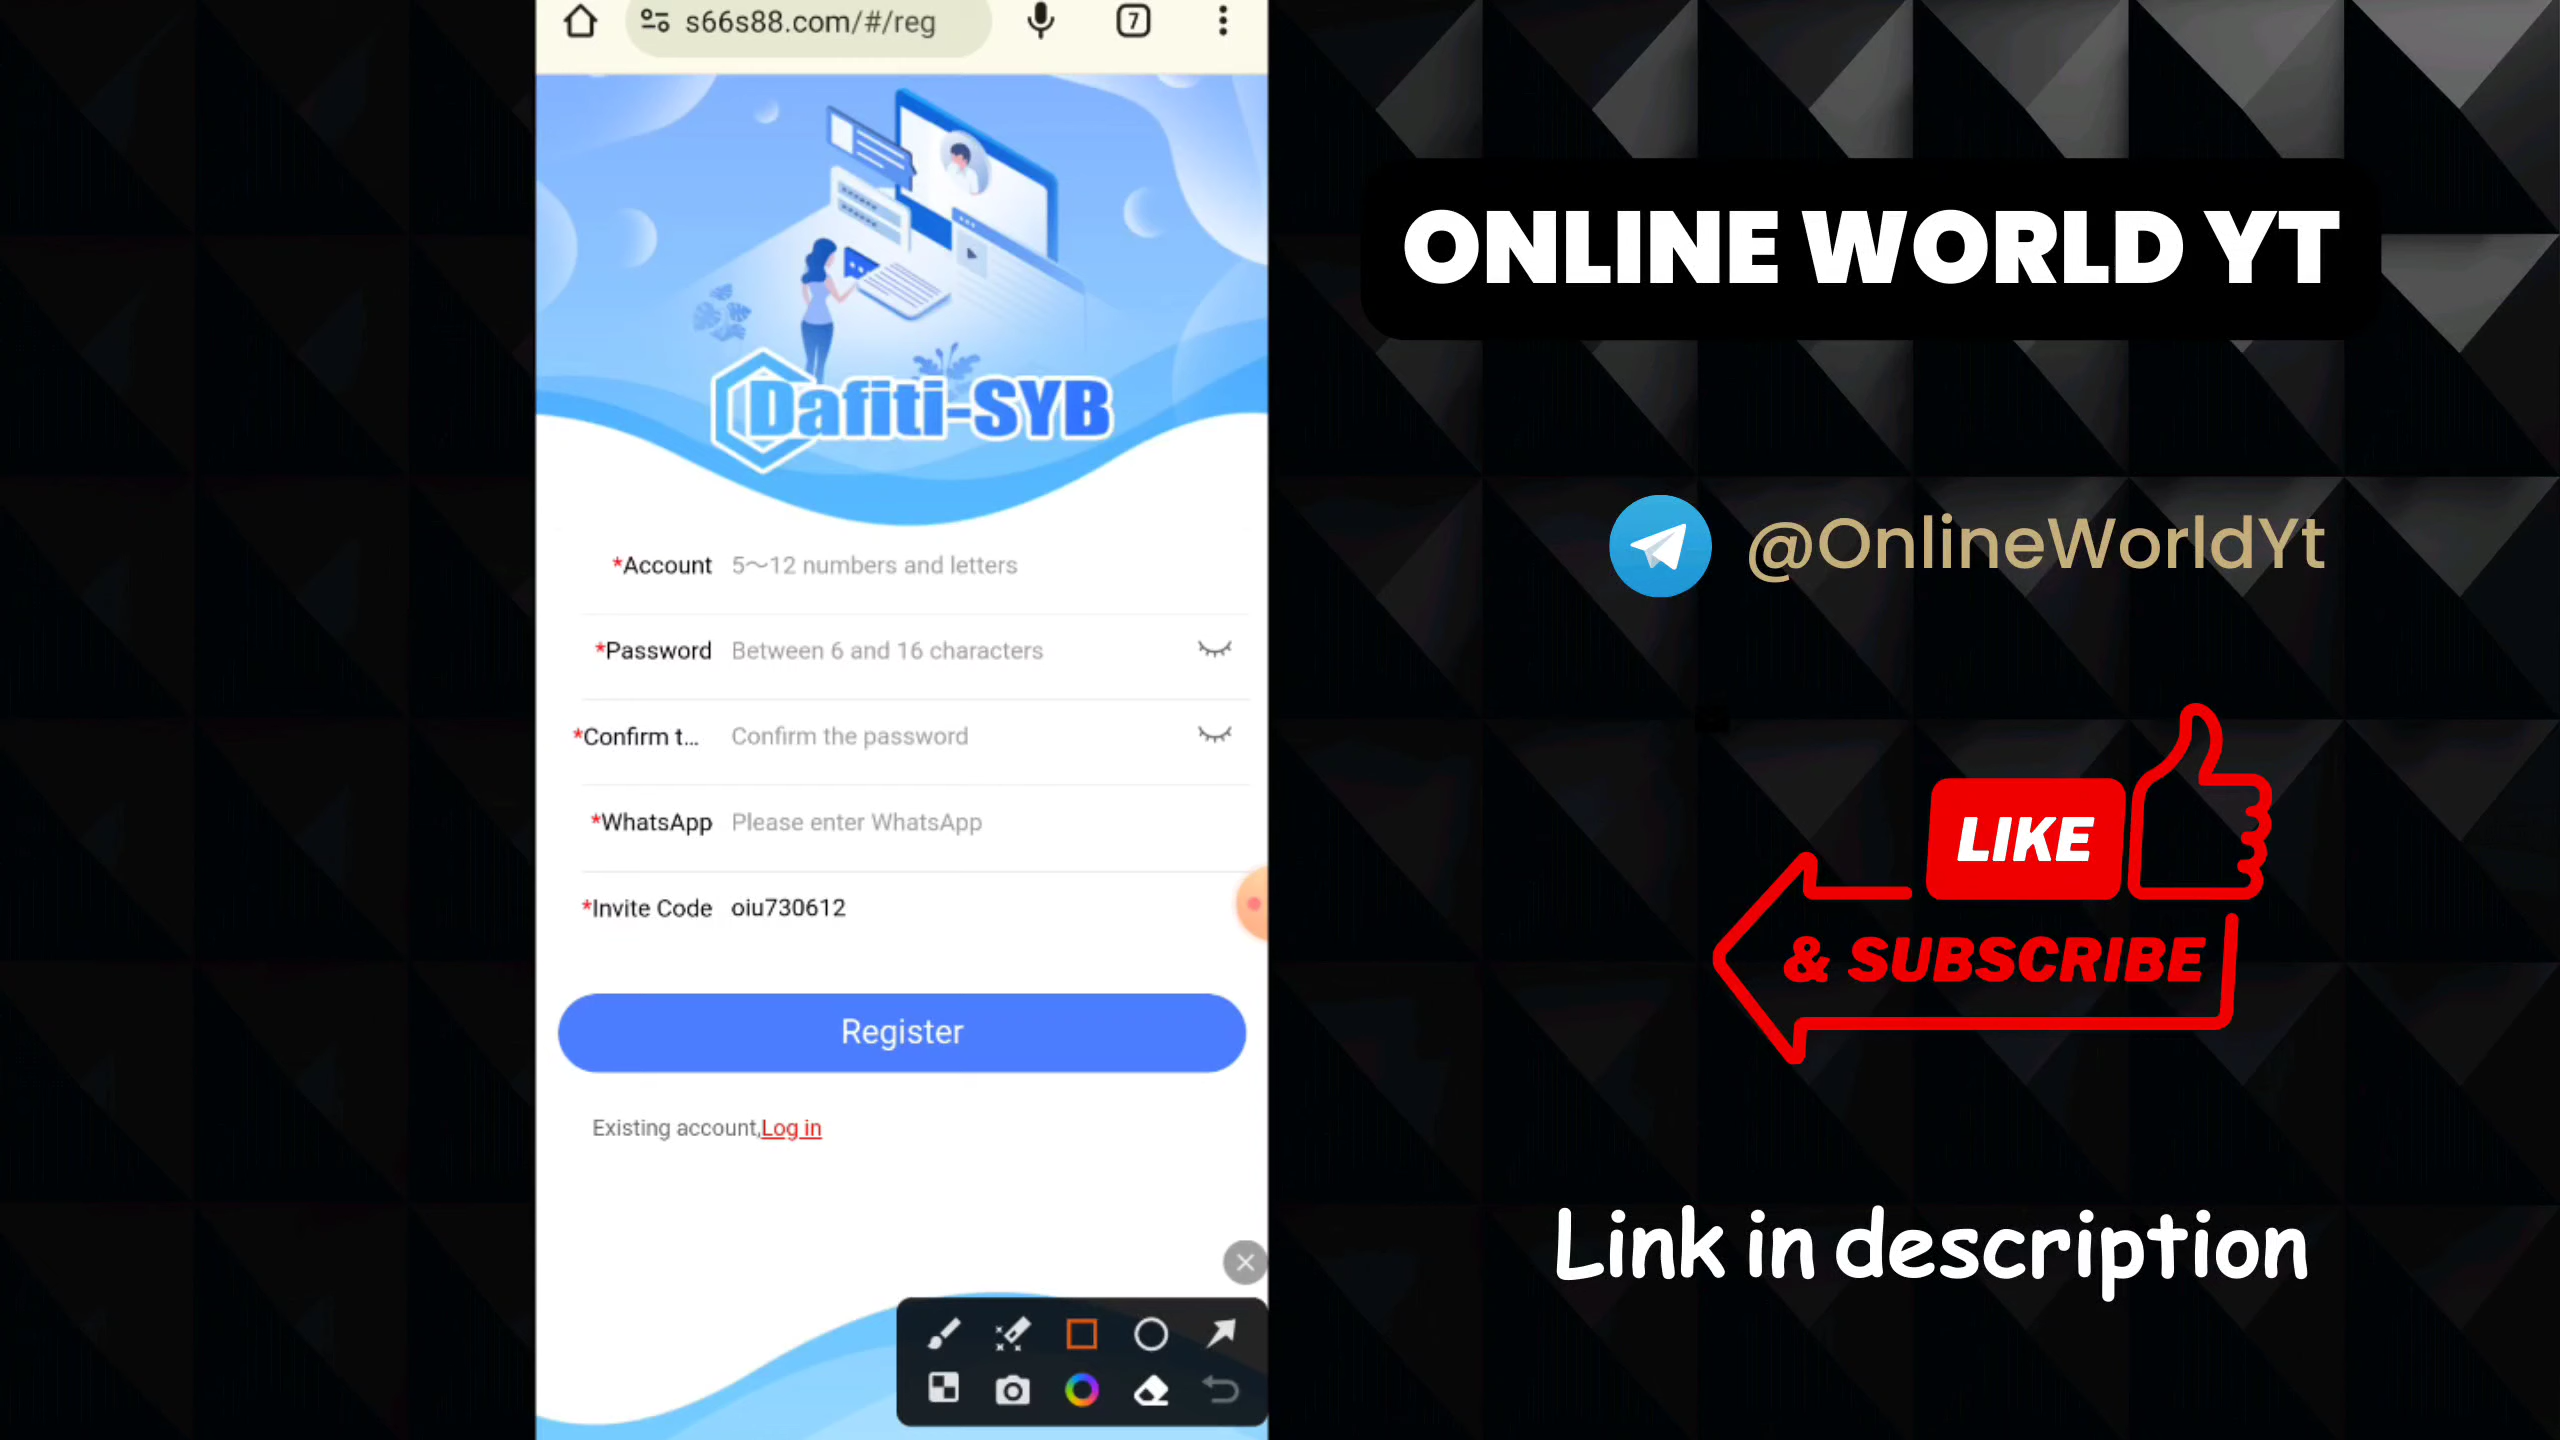 s66s88.com/#/reg
7
Dafiti-SYB
*Account 5～12 numbers and letters
*Password Between 6 and 16 characters
*Confirm t... Confirm the password
*WhatsApp Please enter WhatsApp
*Invite Code oiu730612
Register
Existing account,Log in
ONLINE WORLD YT
@OnlineWorldYt
LIKE
& SUBSCRIBE
Link in description